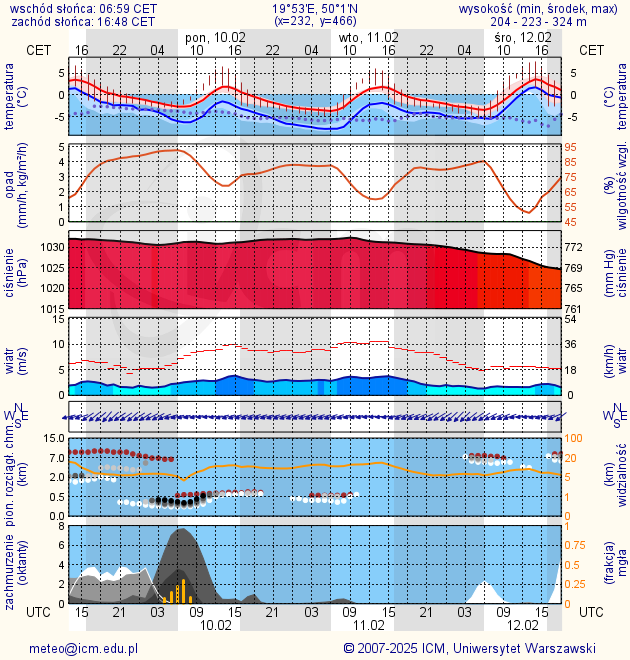 wschód słońca: 06:59 CET 19°53'E, 50°1'N wysokość (min, środek, max)
zachód słońca: 16:48 CET (x=232, y=466) 204 - 223 - 324 m
pon, 10.02 wto, 11.02 śro, 12.02
CET 16 22 04 10 16 22 04 10 16 22 04 10 16 CET
temperatura (°C)
5 5
0 0
-5 -5
opad (mm/h, kg/m²/h)
wilgotność wzgl. (%)
5 95
4 85
3 75
2 65
1 55
0 45
ciśnienie (hPa)
ciśnienie (mm Hg)
1030 772
1025 769
1020 765
1015 761
wiatr (m/s)
wiatr (km/h)
15 54
10 36
5 18
0 0
N
W E
S
N
W E
S
pion. rozciągł. chm. (km)
widzialność (km)
15.0 100
7.0 20
2.0 5
0.5 1
0.0 0
zachmurzenie (oktanty)
mgła (frakcja)
8 1
6 0.75
4 0.5
2 0.25
0 0
UTC 15 21 03 09 15 21 03 09 15 21 03 09 15 UTC
10.02 11.02 12.02
meteo@icm.edu.pl © 2007-2025 ICM, Uniwersytet Warszawski